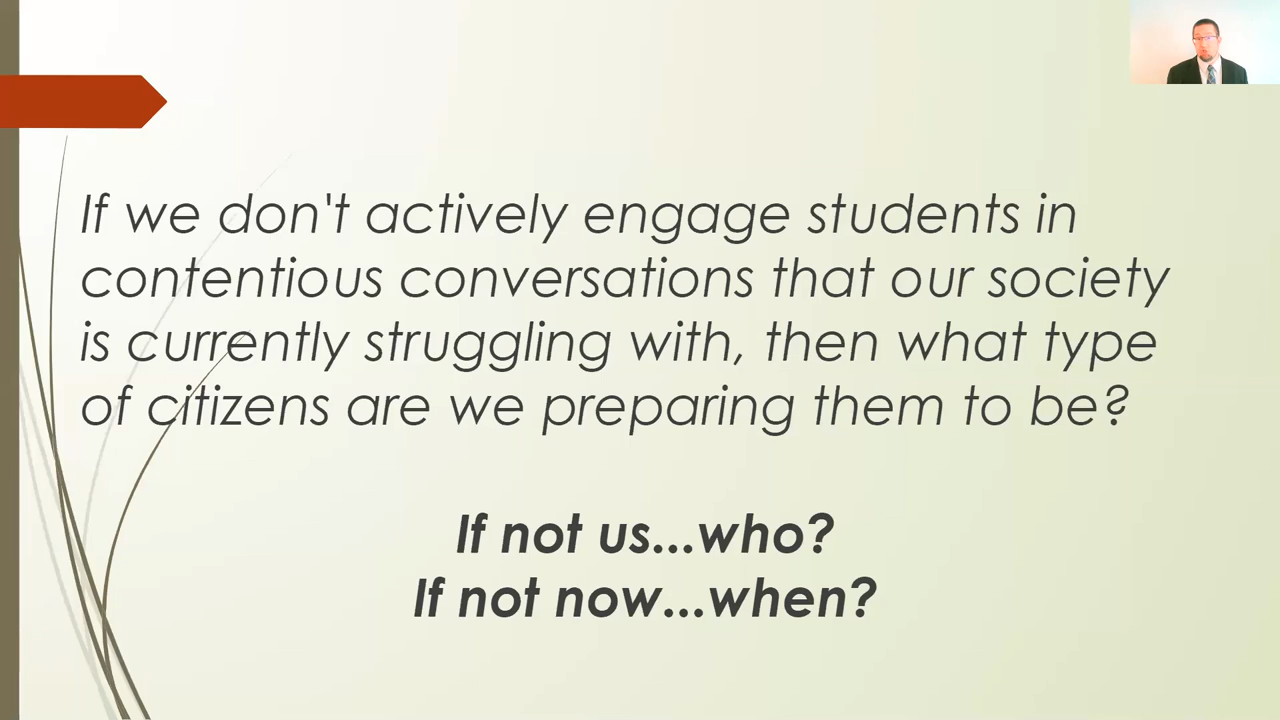 If we don't actively engage students in
contentious conversations that our society
is currently struggling with, then what type
of citizens are we preparing them to be?
If not us...who?
If not now...when?